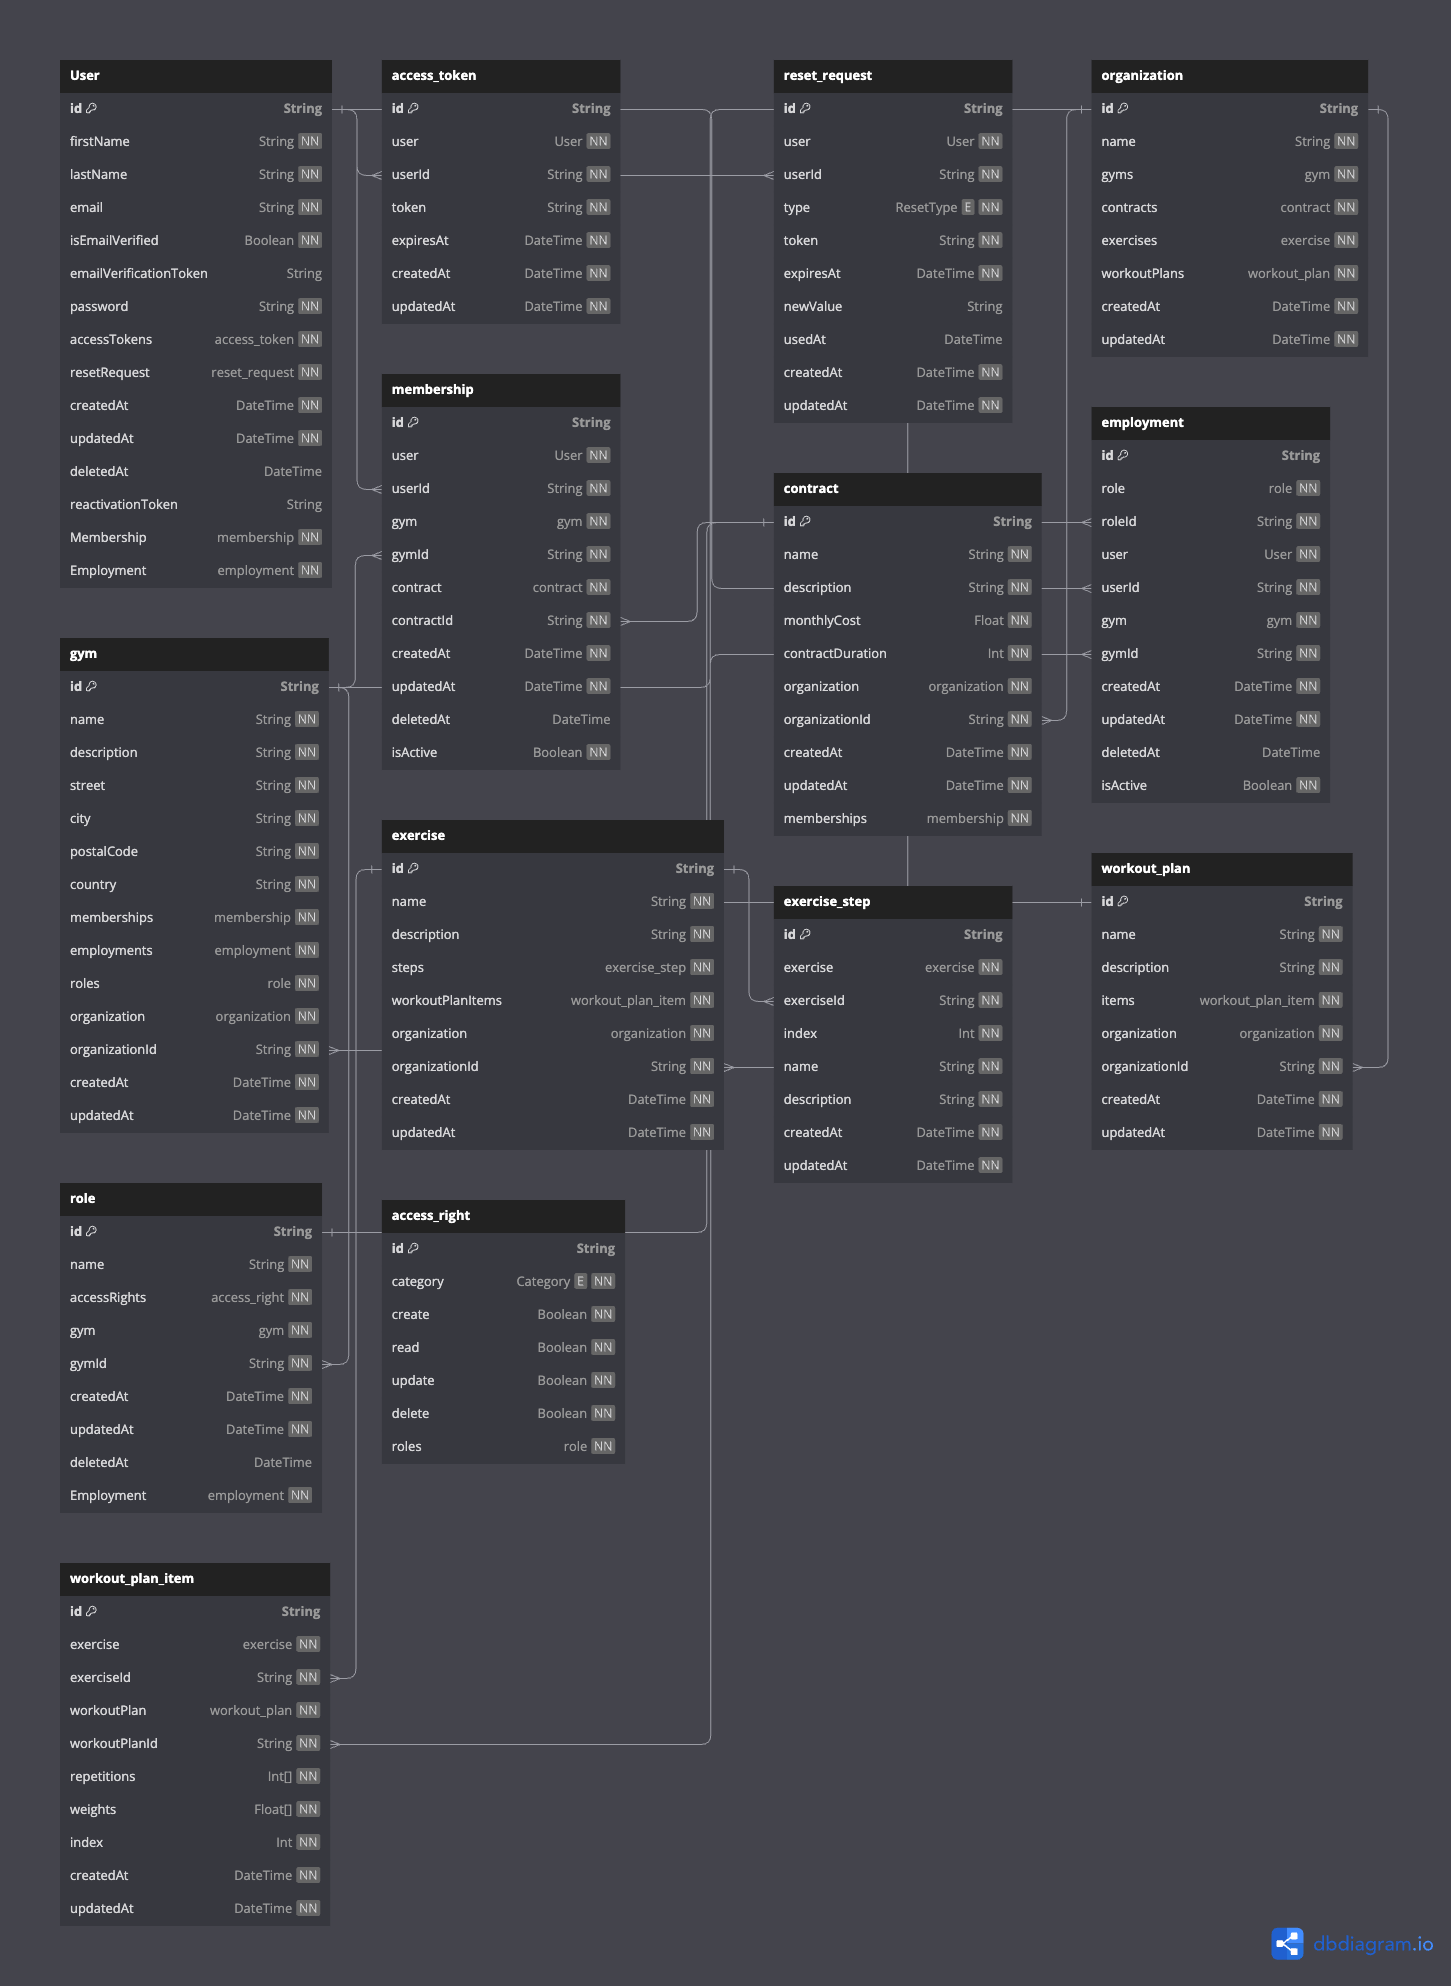 User
id String
firstName String NN
lastName String NN
email String NN
isEmailVerified Boolean NN
emailVerificationToken String
password String NN
accessTokens access_token NN
resetRequest reset_request NN
createdAt DateTime NN
updatedAt DateTime NN
deletedAt DateTime
reactivationToken String
Membership membership NN
Employment employment NN
access_token
id String
user User NN
userId String NN
token String NN
expiresAt DateTime NN
createdAt DateTime NN
updatedAt DateTime NN
reset_request
id String
user User NN
userId String NN
type ResetType E NN
token String NN
expiresAt DateTime NN
newValue String
usedAt DateTime
createdAt DateTime NN
updatedAt DateTime NN
organization
id String
name String NN
gyms gym NN
contracts contract NN
exercises exercise NN
workoutPlans workout_plan NN
createdAt DateTime NN
updatedAt DateTime NN
membership
id String
user User NN
userId String NN
gym gym NN
gymId String NN
contract contract NN
contractId String NN
createdAt DateTime NN
updatedAt DateTime NN
deletedAt DateTime
isActive Boolean NN
employment
id String
role role NN
roleId String NN
user User NN
userId String NN
gym gym NN
gymId String NN
createdAt DateTime NN
updatedAt DateTime NN
deletedAt DateTime
isActive Boolean NN
contract
id String
name String NN
description String NN
monthlyCost Float NN
contractDuration Int NN
organization organization NN
organizationId String NN
createdAt DateTime NN
updatedAt DateTime NN
memberships membership NN
gym
id String
name String NN
description String NN
street String NN
city String NN
postalCode String NN
country String NN
memberships membership NN
employments employment NN
roles role NN
organization organization NN
organizationId String NN
createdAt DateTime NN
updatedAt DateTime NN
exercise
id String
name String NN
description String NN
steps exercise_step NN
workoutPlanItems workout_plan_item NN
organization organization NN
organizationId String NN
createdAt DateTime NN
updatedAt DateTime NN
exercise_step
id String
exercise exercise NN
exerciseId String NN
index Int NN
name String NN
description String NN
createdAt DateTime NN
updatedAt DateTime NN
workout_plan
id String
name String NN
description String NN
items workout_plan_item NN
organization organization NN
organizationId String NN
createdAt DateTime NN
updatedAt DateTime NN
role
id String
name String NN
accessRights access_right NN
gym gym NN
gymId String NN
createdAt DateTime NN
updatedAt DateTime NN
deletedAt DateTime
Employment employment NN
access_right
id String
category Category E NN
create Boolean NN
read Boolean NN
update Boolean NN
delete Boolean NN
roles role NN
workout_plan_item
id String
exercise exercise NN
exerciseId String NN
workoutPlan workout_plan NN
workoutPlanId String NN
repetitions Int[] NN
weights Float[] NN
index Int NN
createdAt DateTime NN
updatedAt DateTime NN
dbdiagram.io